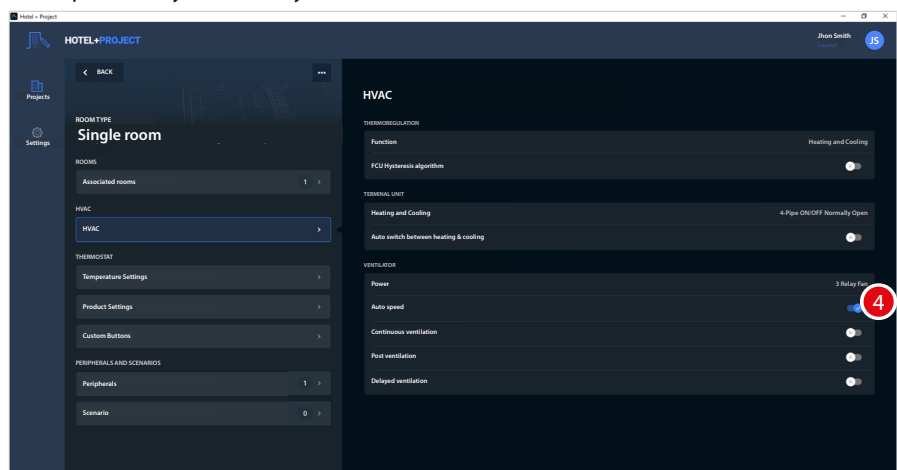 Hotel + Project
HOTEL+PROJECT
Jhon Smith
Logout
JS
Projects
Settings
BACK
ROOM TYPE
Single room
ROOMS
Associated rooms 1
HVAC
HVAC
THERMOSTAT
Temperature Settings
Product Settings
Custom Buttons
PERIPHERALS AND SCENARIOS
Peripherals 1
Scenario 0
HVAC
THERMOREGULATION
Function Heating and Cooling
FCU Hysteresis algorithm
TERMINAL UNIT
Heating and Cooling 4-Pipe ON/OFF Normally Open
Auto switch between heating & cooling
VENTILATOR
Power 3 Relay Fan
Auto speed
4
Continuous ventilation
Post ventilation
Delayed ventilation